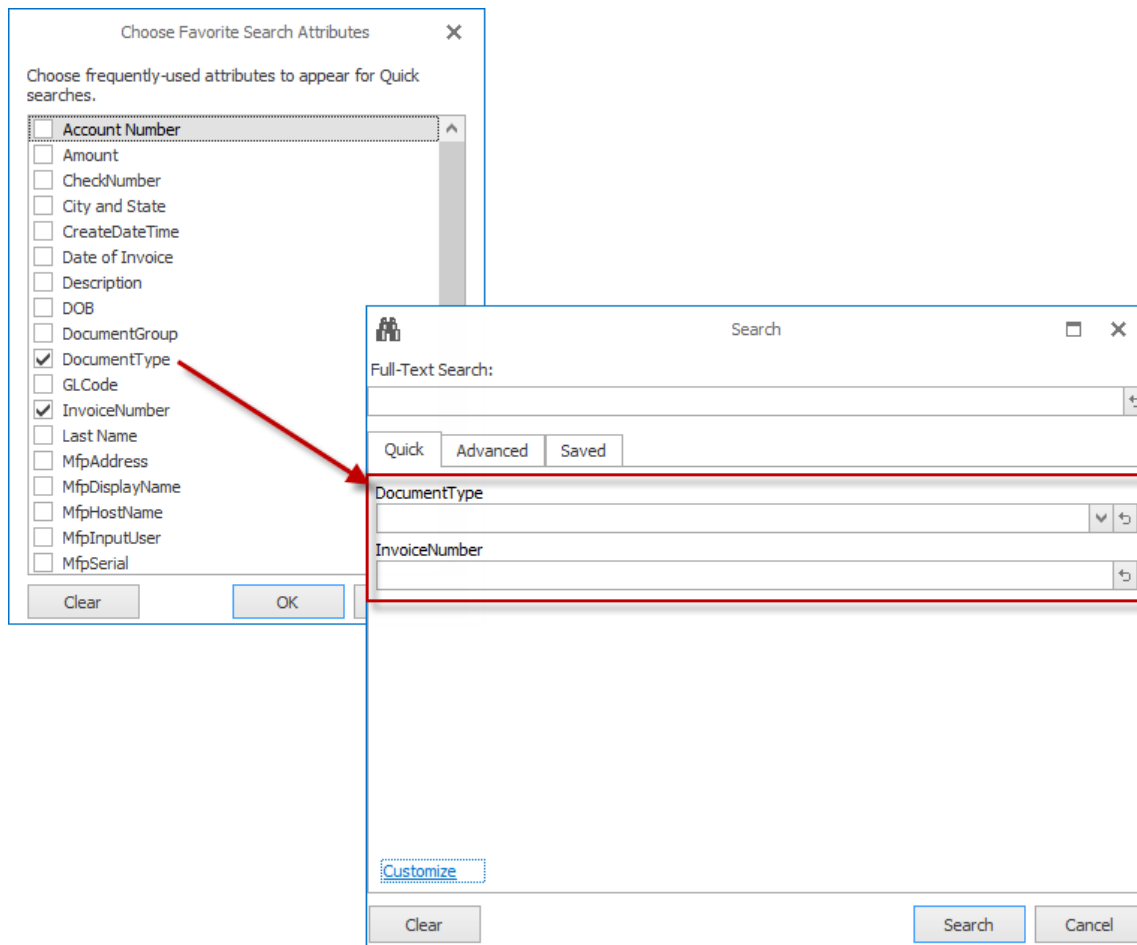 Choose Favorite Search Attributes
Choose frequently-used attributes to appear for Quick
searches.
Account Number
Amount
CheckNumber
City and State
CreateDateTime
Date of Invoice
Description
DOB
DocumentGroup
DocumentType
GLCode
InvoiceNumber
Last Name
MfpAddress
MfpDisplayName
MfpHostName
MfpInputUser
MfpSerial
Clear
OK
Search
Full-Text Search:
Quick
Advanced
Saved
DocumentType
InvoiceNumber
Customize
Clear
Search
Cancel